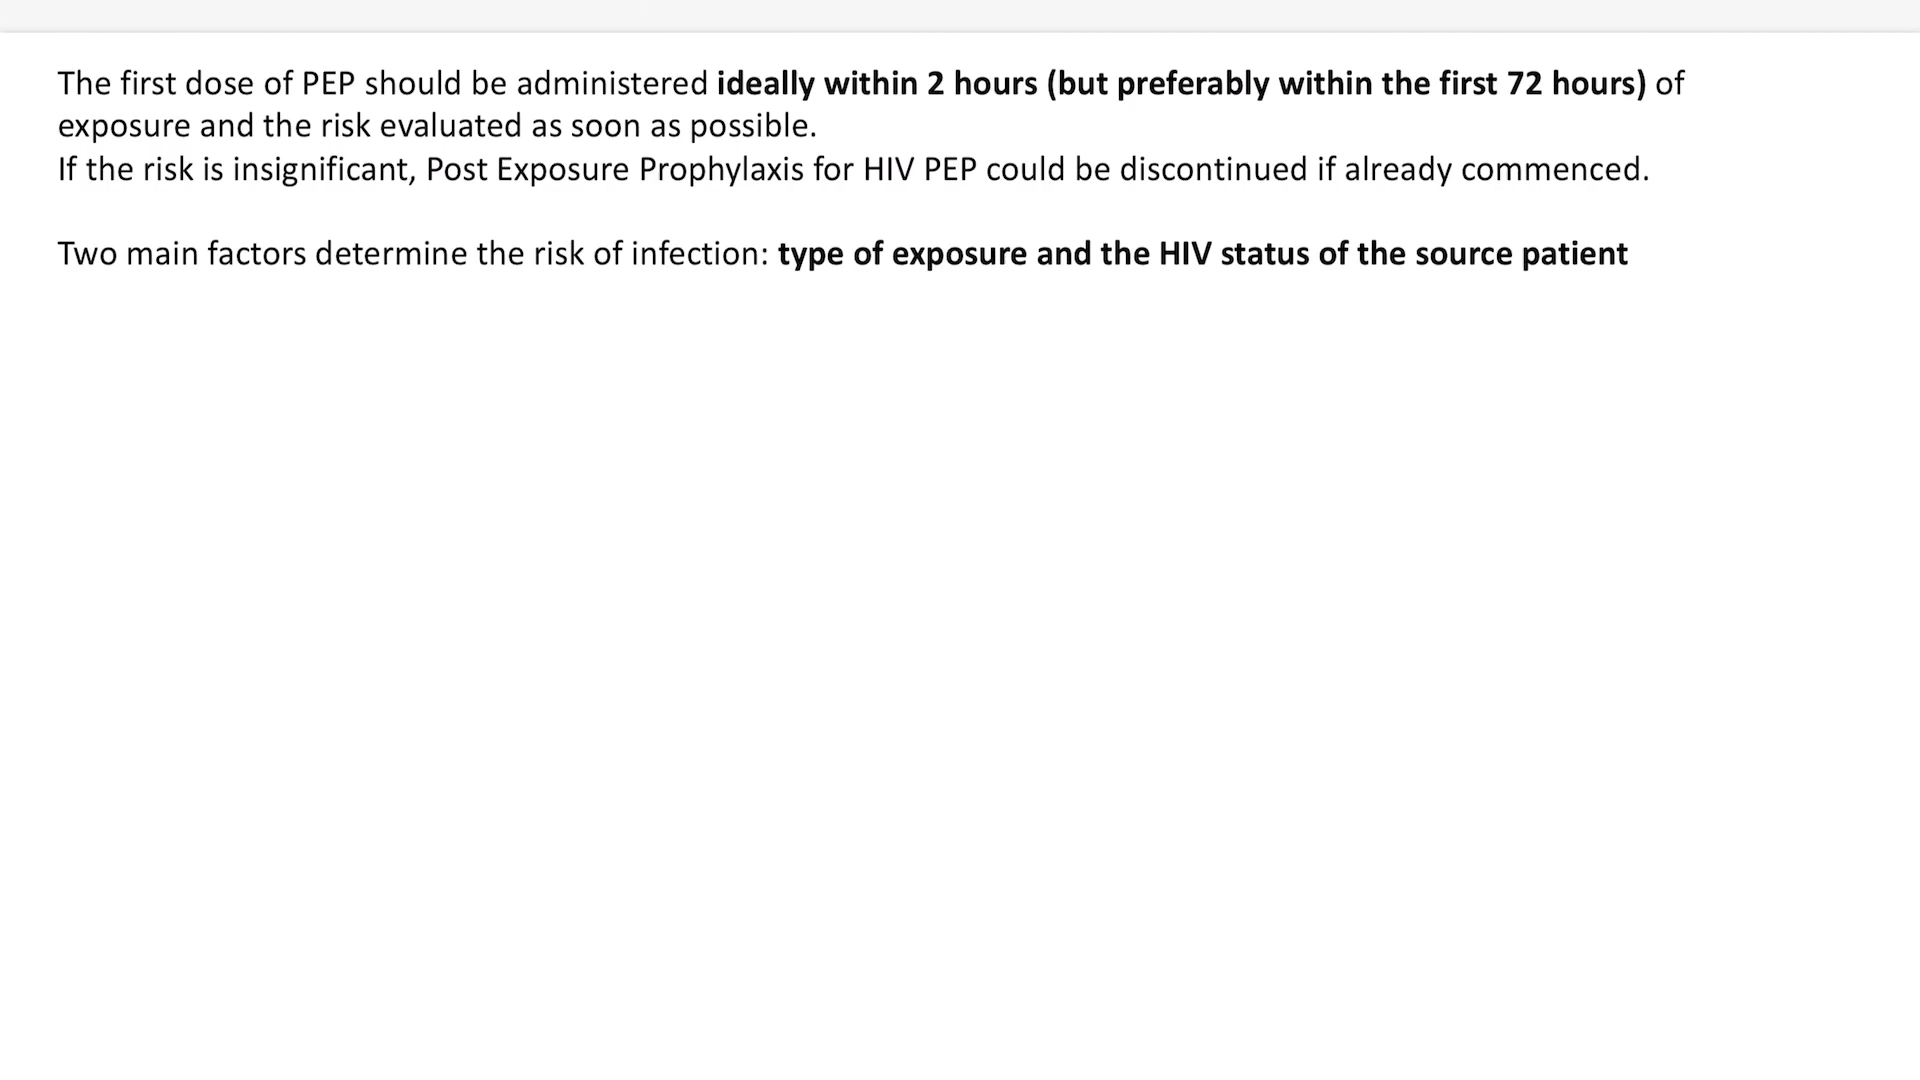 The first dose of PEP should be administered ideally within 2 hours (but preferably within the first 72 hours) of
exposure and the risk evaluated as soon as possible.
If the risk is insignificant, Post Exposure Prophylaxis for HIV PEP could be discontinued if already commenced.
Two main factors determine the risk of infection: type of exposure and the HIV status of the source patient